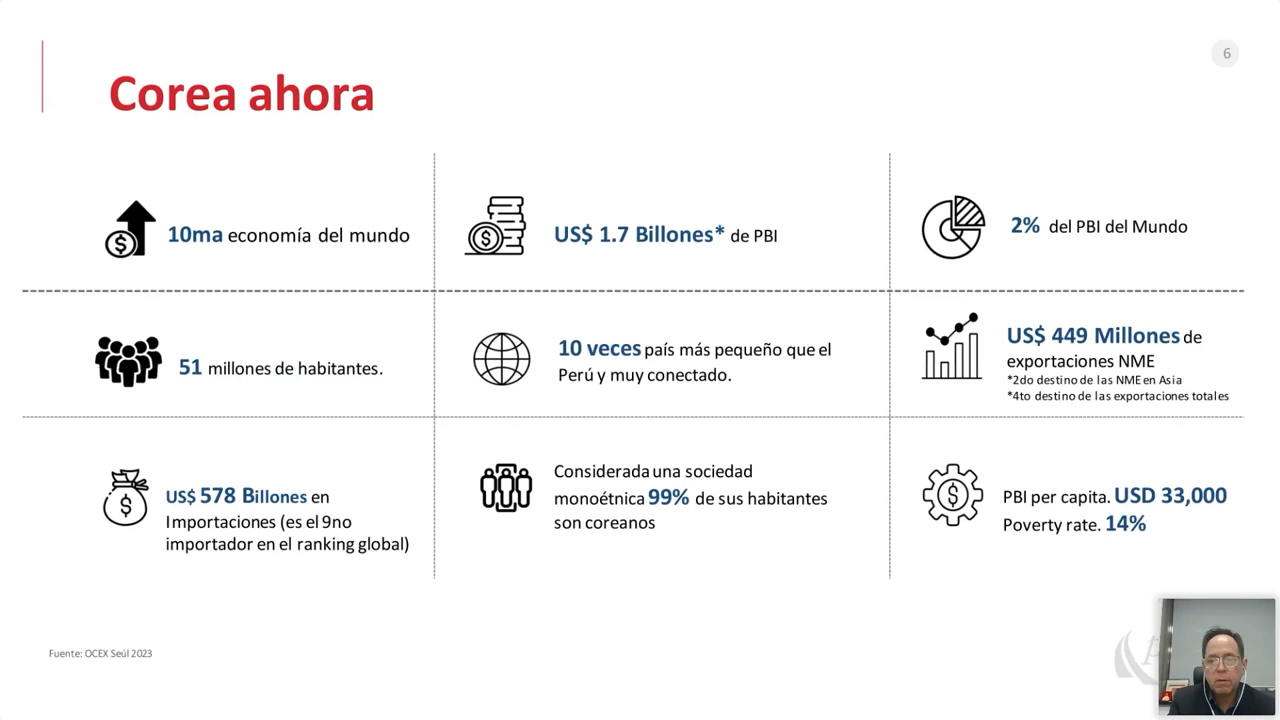 6
Corea ahora
10ma economía del mundo
US$ 1.7 Billones* de PBI
2% del PBI del Mundo
51 millones de habitantes.
10 veces país más pequeño que el
Perú y muy conectado.
US$ 449 Millones de
exportaciones NME
*2do destino de las NME en Asia
*4to destino de las exportaciones totales
US$ 578 Billones en
Importaciones (es el 9no
importador en el ranking global)
Considerada una sociedad
monoétnica 99% de sus habitantes
son coreanos
PBI per capita. USD 33,000
Poverty rate. 14%
Fuente: OCEX Seúl 2023